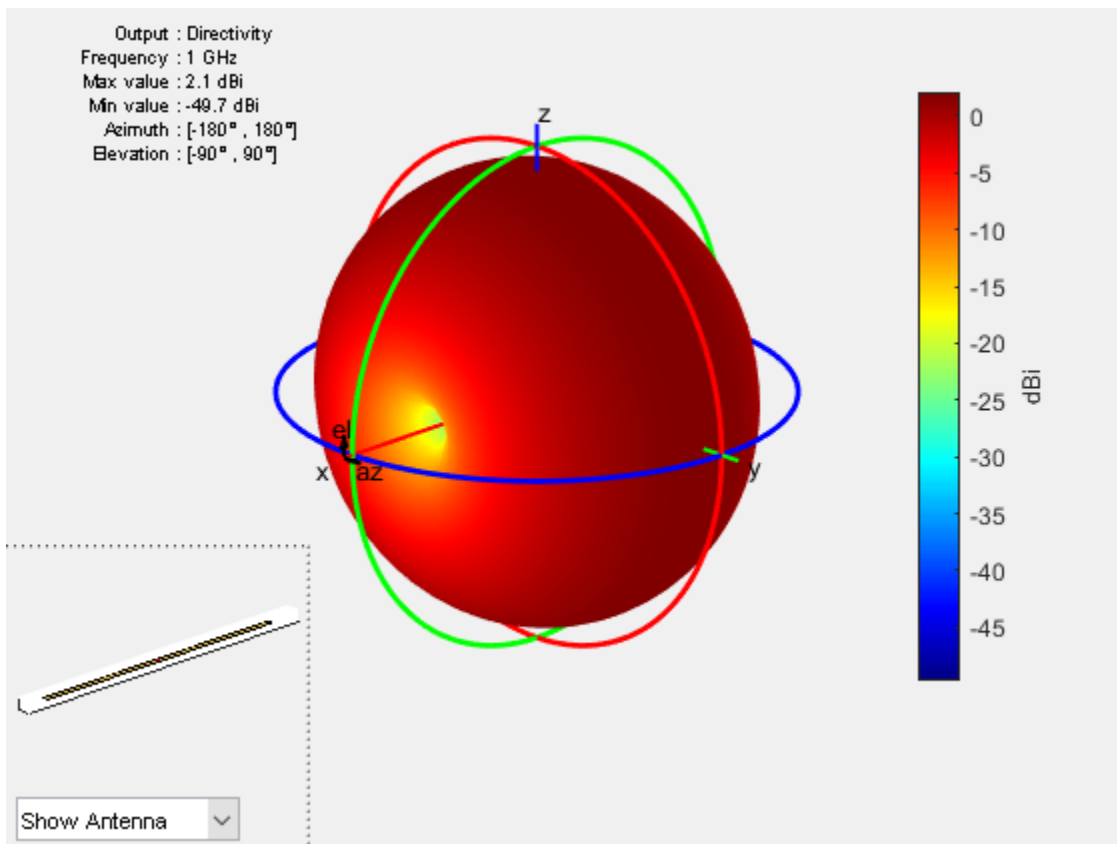 Output : Directivity
Frequency : 1 GHz
Max value : 2.1 dBi
Min value : -49.7 dBi
Azimuth : [-180° , 180°]
Elevation : [-90° , 90°]
z
el
x
az
y
0
-5
-10
-15
-20
-25
-30
-35
-40
-45
dBi
Show Antenna